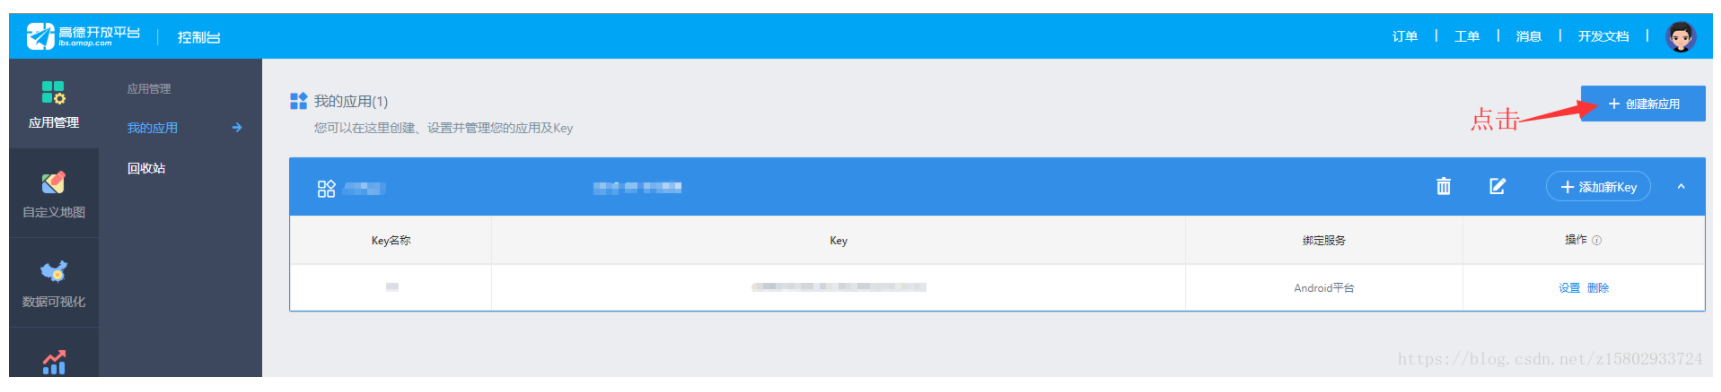 高德开放平台
lbs.amap.com
控制台
订单 | 工单 | 消息 | 开发文档 |
应用管理
自定义地图
数据可视化
应用管理
我的应用
回收站
我的应用(1)
您可以在这里创建、设置并管理您的应用及Key
点击
+ 创建新应用
+ 添加新Key
Key名称 Key 绑定服务 操作
Android平台 设置 删除
https://blog.csdn.net/z15802933724